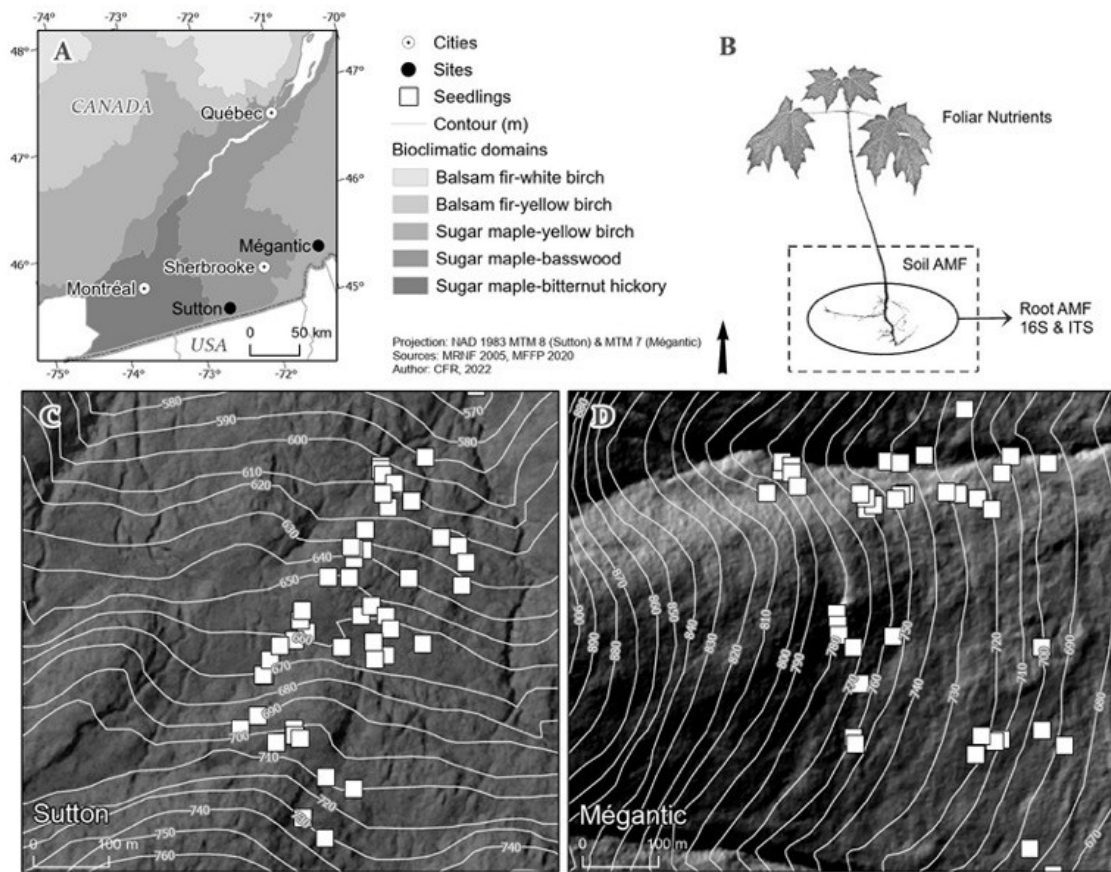 -74° -73° -72° -71° -70°
48°
47°
46°
47°
46°
45°
-75° -74° -73° -72°
A
CANADA
Québec
Mégantic
Sherbrooke
Montréal
Sutton
0 50 km
USA
Cities
Sites
Seedlings
Contour (m)
Bioclimatic domains
Balsam fir-white birch
Balsam fir-yellow birch
Sugar maple-yellow birch
Sugar maple-basswood
Sugar maple-bitternut hickory
Projection: NAD 1983 MTM 8 (Sutton) & MTM 7 (Mégantic)
Sources: MRNF 2005, MFFP 2020
Author: CFR, 2022
B
Foliar Nutrients
Soil AMF
Root AMF
16S & ITS
C
580
590
570
580
600
610
620
630
640
650
670
680
690
700
710
720
740
750
760
740
Sutton
0 100 m
D
880
870
900
890
880
860
850
840
830
820
810
800
790
780
770
760
750
740
730
720
710
700
690
680
670
Mégantic
0 100 m